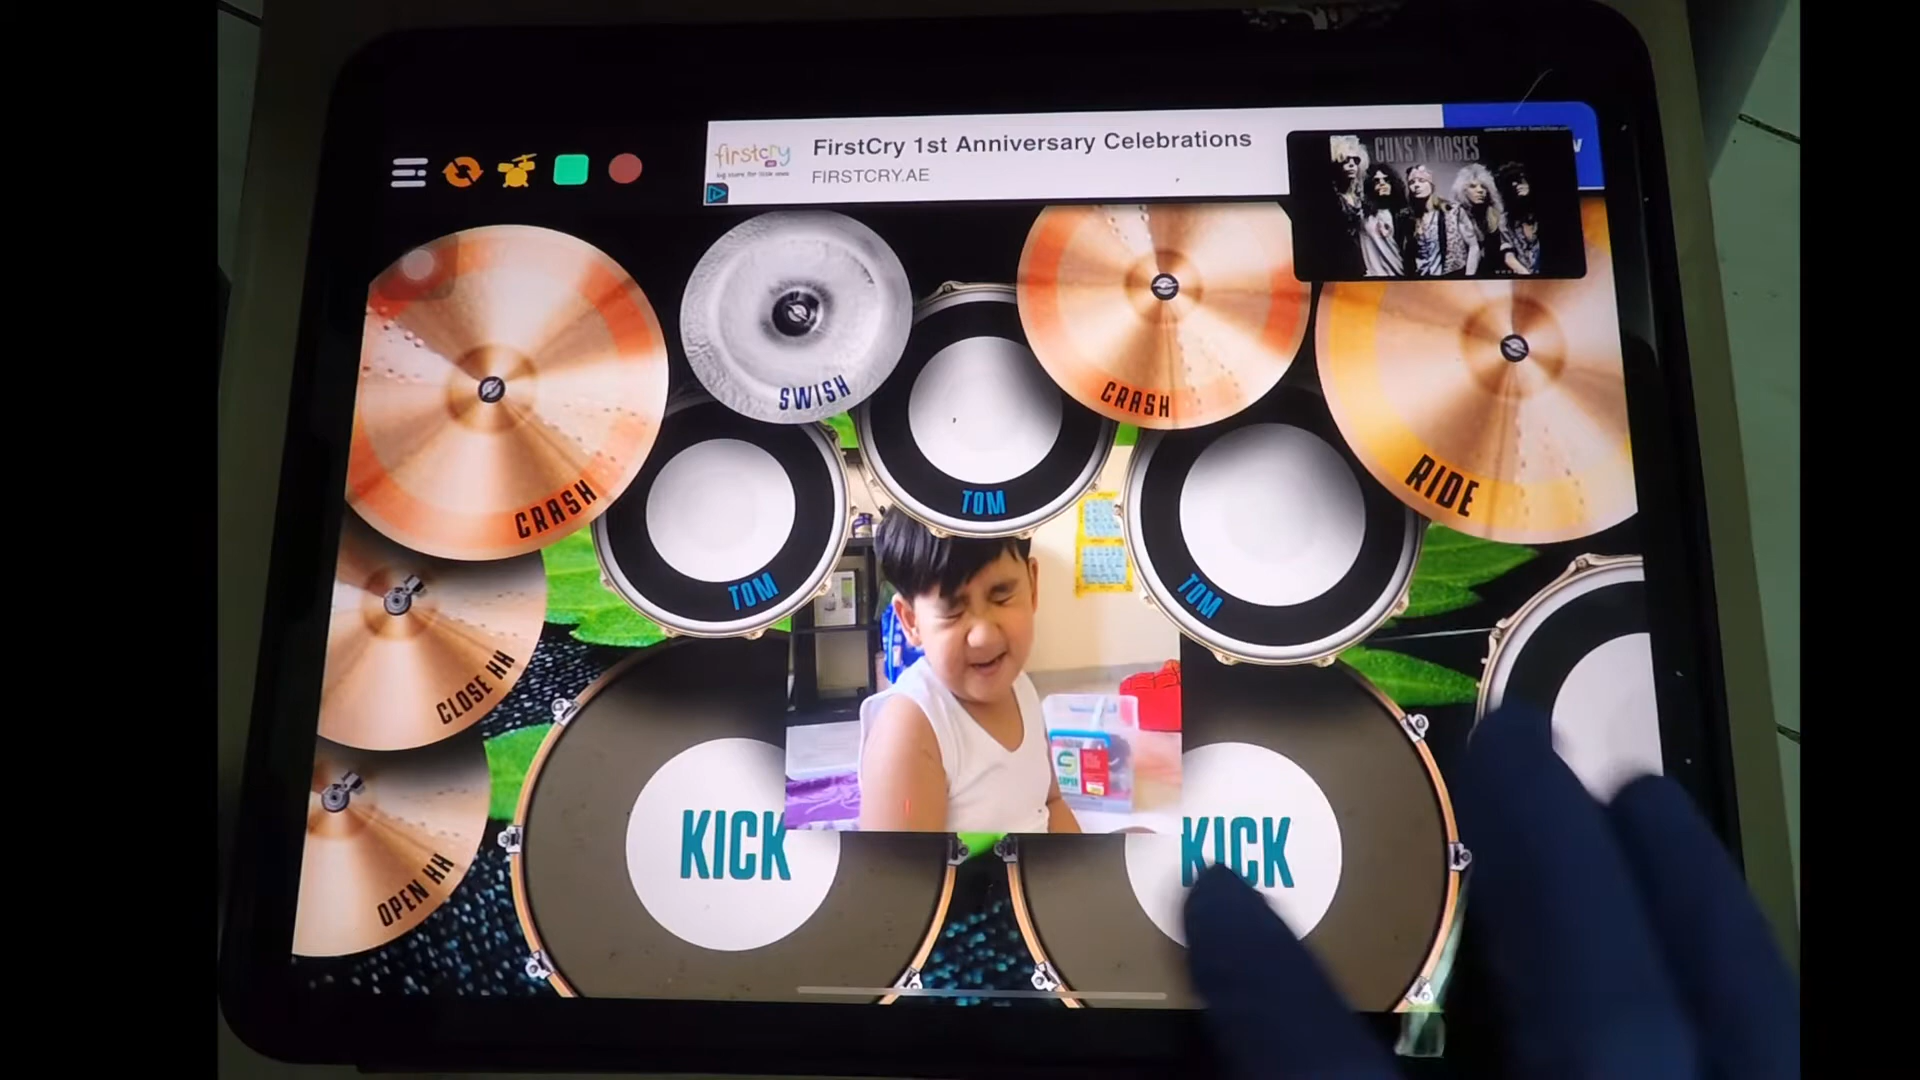 firstcry
FirstCry 1st Anniversary Celebrations
FIRSTCRY.AE
GUNS N' ROSES
SWISH
CRASH
CRASH
RIDE
TOM
TOM
TOM
CLOSE HH
OPEN HH
KICK
KICK
SUPER